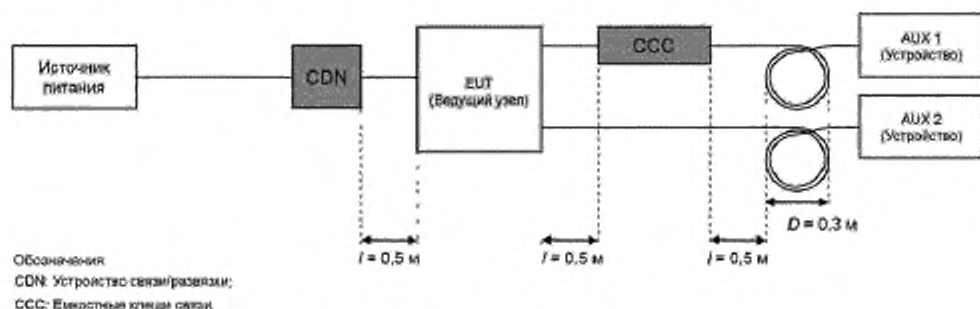 Источник
питания
CDN
EUT
(Ведущий узел)
CCC
AUX 1
(Устройство)
AUX 2
(Устройство)
D = 0,3 м
l = 0,5 м
l = 0,5 м
l = 0,5 м
Обозначения
CDN: Устройство связи/развязки;
CCC: Емкостные клещи связи